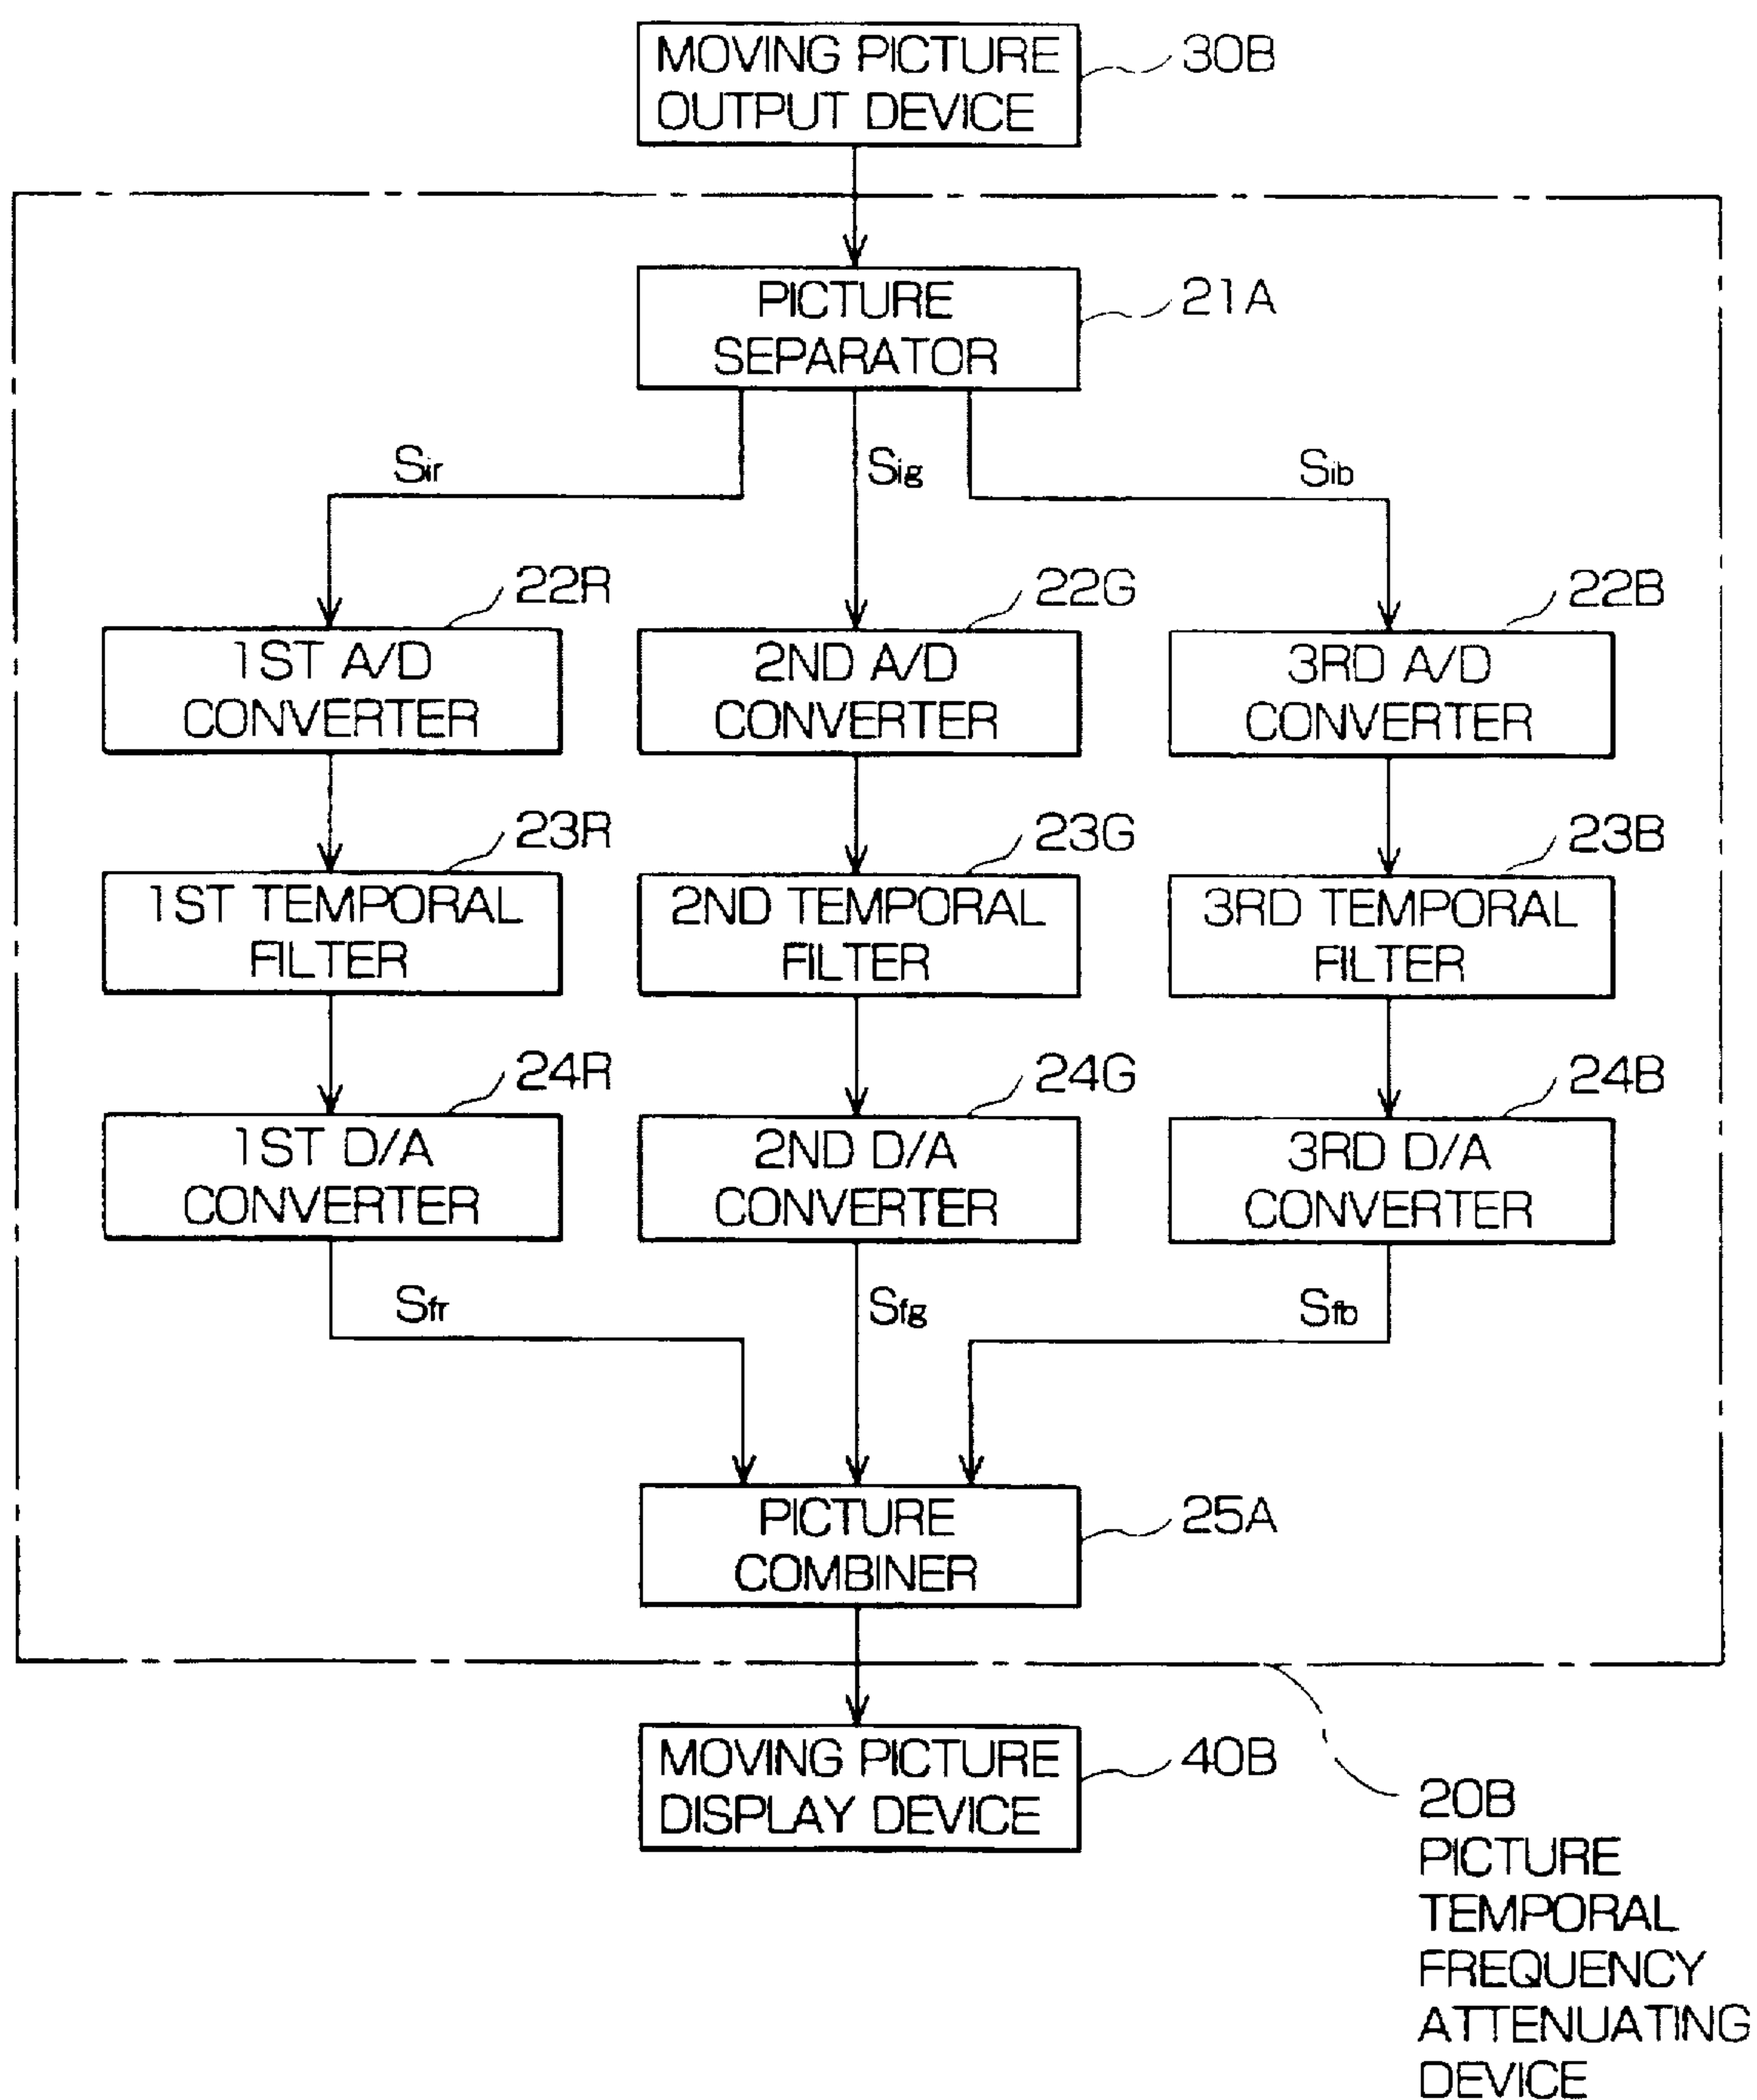 MOVING PICTURE
OUTPUT DEVICE
30B
PICTURE
SEPARATOR
21A
Sir
Sig
Sib
22R
22G
22B
1ST A/D
CONVERTER
2ND A/D
CONVERTER
3RD A/D
CONVERTER
23R
23G
23B
1ST TEMPORAL
FILTER
2ND TEMPORAL
FILTER
3RD TEMPORAL
FILTER
24R
24G
24B
1ST D/A
CONVERTER
2ND D/A
CONVERTER
3RD D/A
CONVERTER
Sfr
Sfg
Sfb
PICTURE
COMBINER
25A
MOVING PICTURE
DISPLAY DEVICE
40B
20B
PICTURE
TEMPORAL
FREQUENCY
ATTENUATING
DEVICE